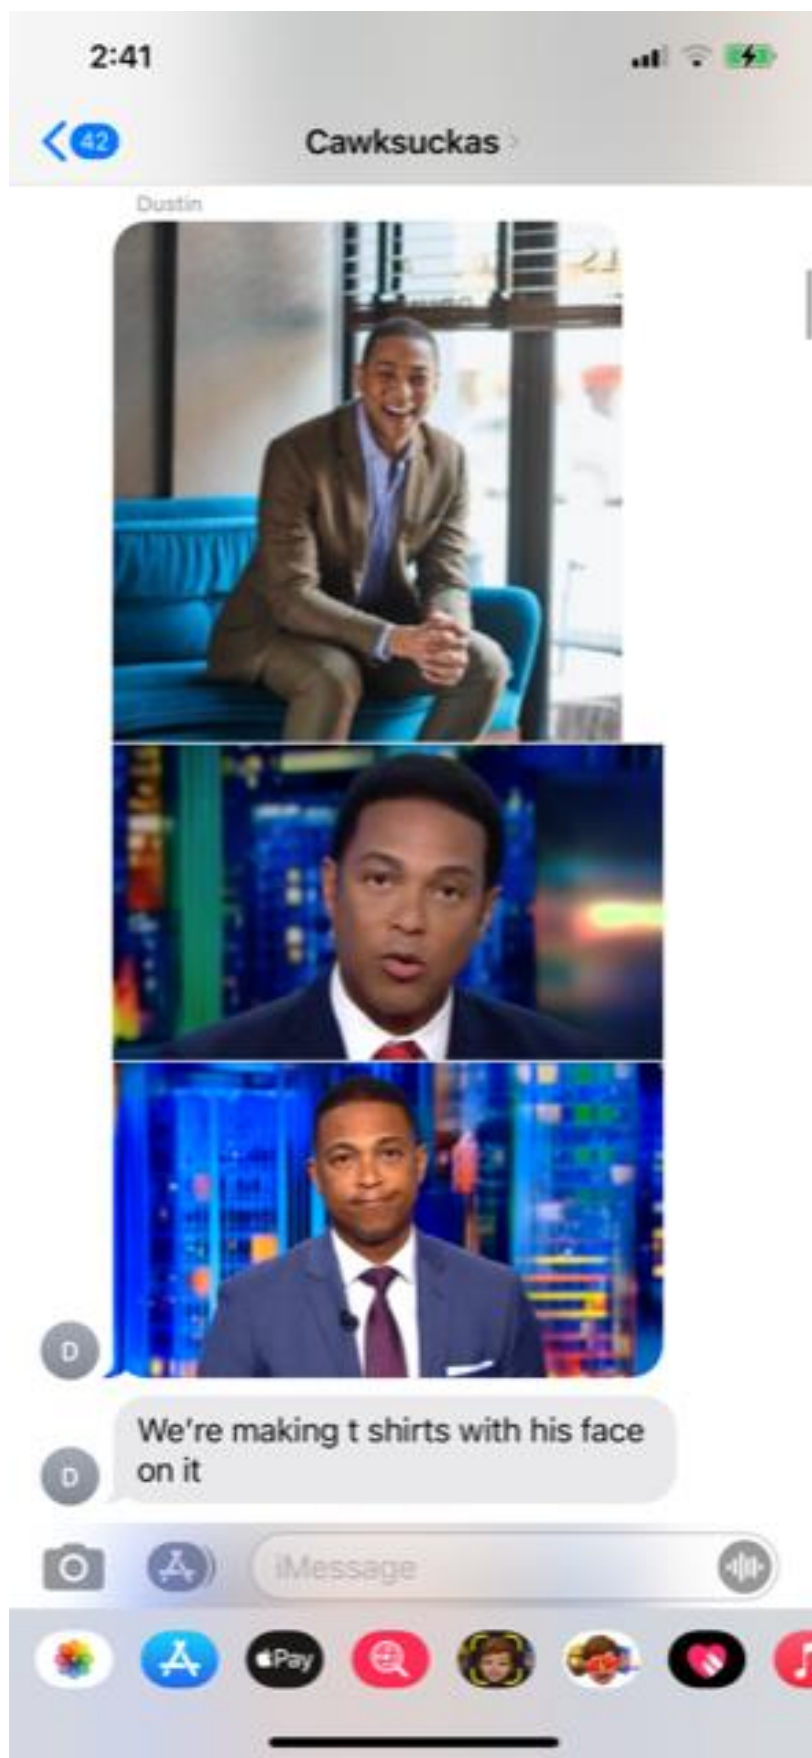 2:41
42
Cawksuckas
Dustin
D
We're making t shirts with his face
on it
D
iMessage
Pay